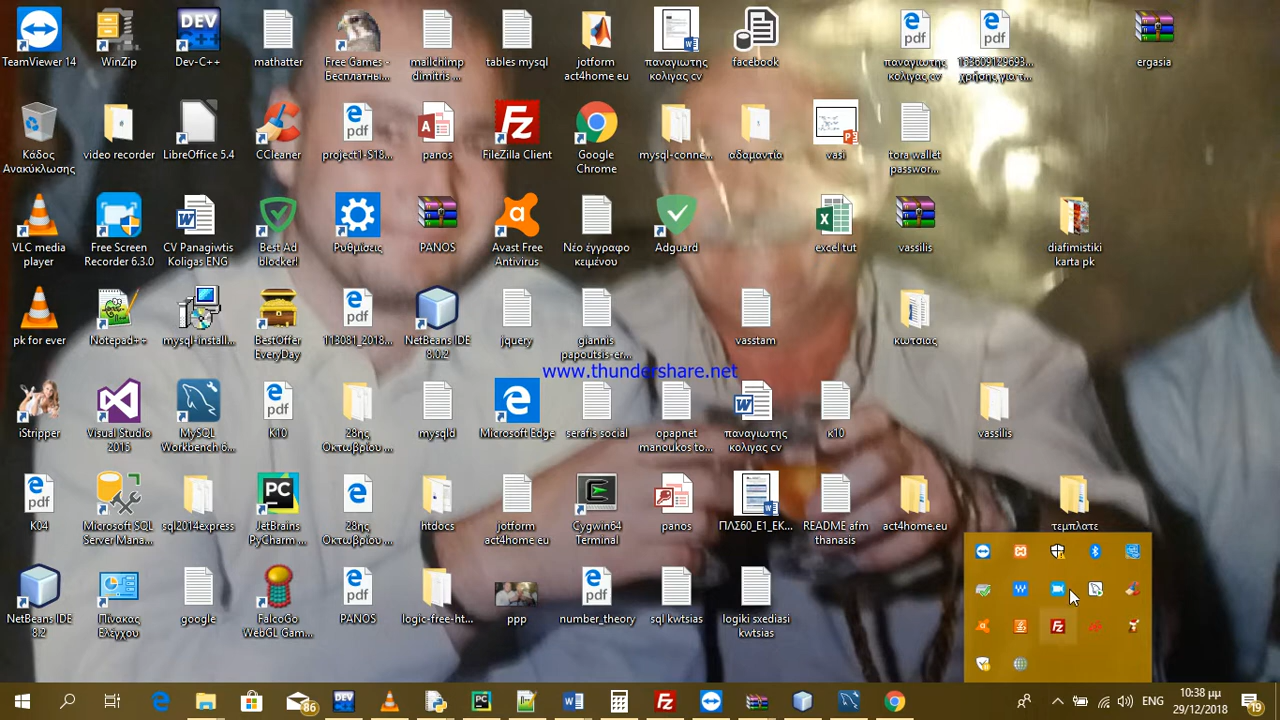 TeamViewer 14
WinZip
Dev-C++
mathatter
Free Games -
Бесплатны...
mailchimp
dimitris ...
tables mysql
jotform
act4home eu
παναγιωτης
κολιγας cv
facebook
παναγιωτης
κολιγας cv
χρήσης για τ...
ergasia
Κάδος
Ανακύκλωσης
video recorder
LibreOffice 5.4
CCleaner
project1-S18...
panos
FileZilla Client
Google
Chrome
mysql-conne...
αδαμαντία
vasi
tora wallet
passwor...
VLC media
player
Free Screen
Recorder 6.3.0
CV Panagiwtis
Koligas ENG
Best Ad
blocker!
Ρυθμίσεις
PANOS
Avast Free
Antivirus
Νέο έγγραφο
κειμένου
Adguard
excel tut
vassilis
diafimistiki
karta pk
pk for ever
Notepad++
mysql-install...
BestOffer
EveryDay
113081_2018...
NetBeans IDE
8.0.2
jquery
giannis
papoutsis-er...
vasstam
κωτσιας
www.thundershare.net
iStripper
Visual Studio
2013
MySQL
Workbench 6...
K10
28ης
Οκτωβρίου ...
mysqld
Microsoft Edge
serafis social
opapnet
manoukos to...
παναγιωτης
κολιγας cv
κ10
vassilis
K04
Microsoft SQL
Server Mana...
sql2014express
JetBrains
PyCharm ...
28ης
Οκτωβρίου ...
htdocs
jotform
act4home eu
Cygwin64
Terminal
panos
ΠΛΣ60_Ε1_ΕΚ...
README afm
thanasis
act4home.eu
τεμπλατε
NetBeans IDE
8.2
Πίνακας
Ελέγχου
google
FalcoGo
WebGL Gam...
PANOS
logic-free-ht...
ppp
number_theory
sql kwtsias
logiki sxediasi
kwtsias
86
ENG
10:38 μμ
29/12/2018
19